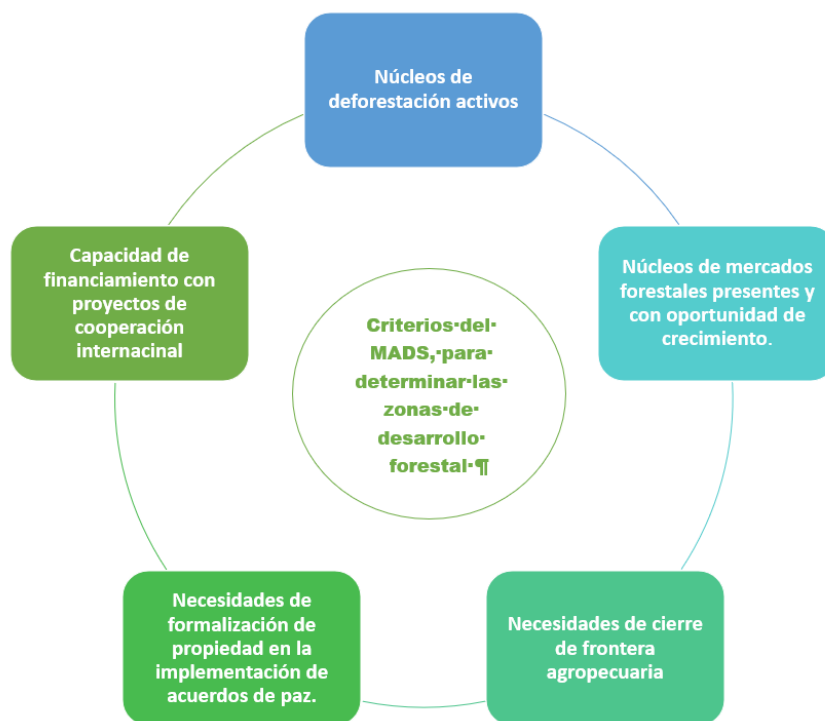 Núcleos de
deforestación activos
Núcleos de mercados
forestales presentes y
con oportunidad de
crecimiento.
Necesidades de cierre
de frontera
agropecuaria
Necesidades de
formalización de
propiedad en la
implementación de
acuerdos de paz.
Capacidad de
financiamiento con
proyectos de
cooperación
internacinal
Criterios·del·
MADS,·para·
determinar·las·
zonas·de·
desarrollo·
forestal·¶